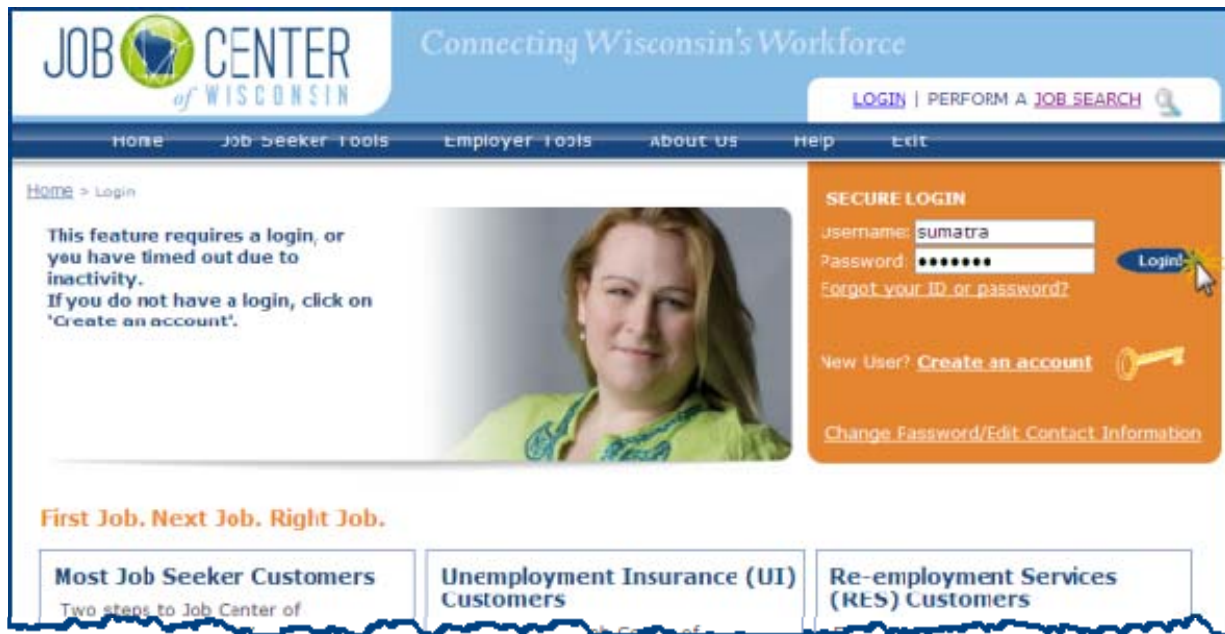 JOB CENTER
of WISCONSIN
Connecting Wisconsin's Workforce
LOGIN | PERFORM A JOB SEARCH
Home Job Seeker Tools Employer Tools About Us Help Exit
Home > Login
This feature requires a login, or
you have timed out due to
inactivity.
If you do not have a login, click on
'Create an account'.
SECURE LOGIN
Username: sumatra
Password: •••••••
Login!
Forgot your ID or password?
New User? Create an account
Change Password/Edit Contact Information
First Job. Next Job. Right Job.
Most Job Seeker Customers
Two steps to Job Center of
Unemployment Insurance (UI)
Customers
Re-employment Services
(RES) Customers